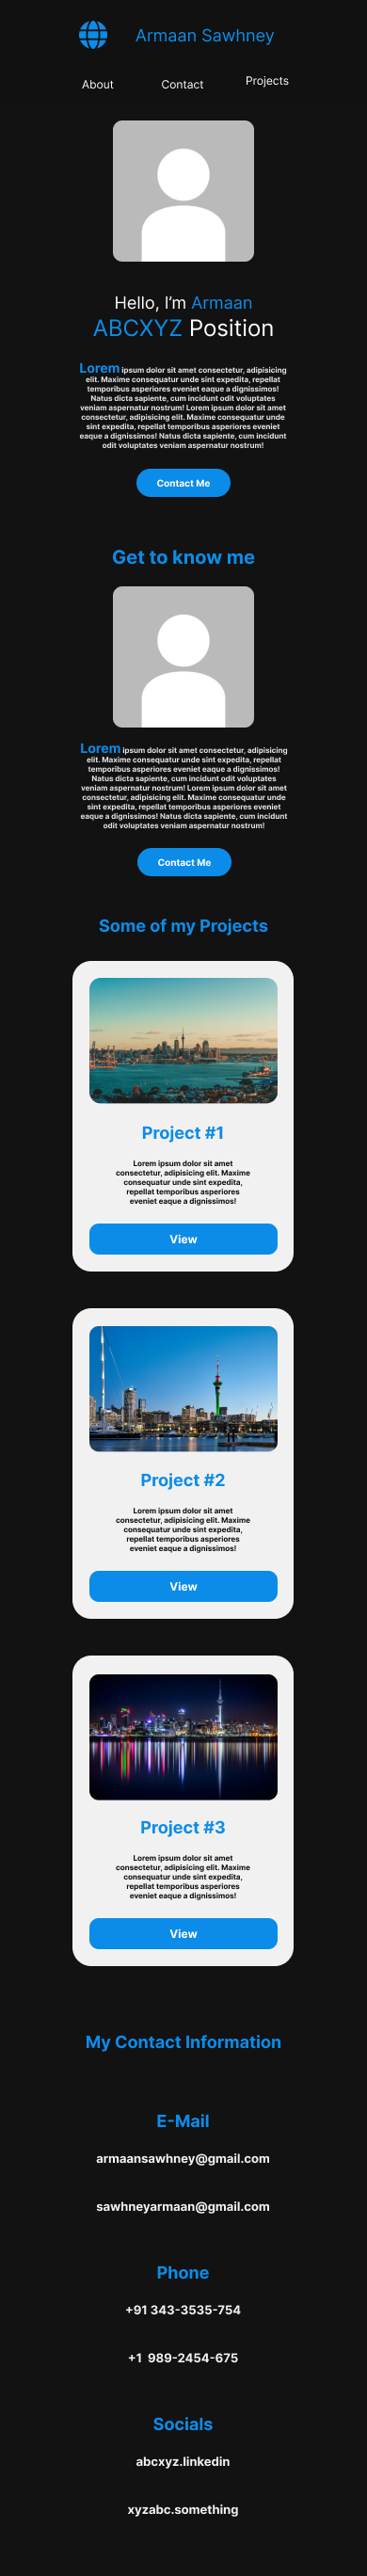 Armaan Sawhney
About Contact Projects
Hello, I’m Armaan
ABCXYZ Position
Lorem ipsum dolor sit amet consectetur, adipisicing
elit. Maxime consequatur unde sint expedita, repellat
temporibus asperiores eveniet eaque a dignissimos!
Natus dicta sapiente, cum incidunt odit voluptates
veniam aspernatur nostrum! Lorem ipsum dolor sit amet
consectetur, adipisicing elit. Maxime consequatur unde
sint expedita, repellat temporibus asperiores eveniet
eaque a dignissimos! Natus dicta sapiente, cum incidunt
odit voluptates veniam aspernatur nostrum!
Contact Me
Get to know me
Lorem ipsum dolor sit amet consectetur, adipisicing
elit. Maxime consequatur unde sint expedita, repellat
temporibus asperiores eveniet eaque a dignissimos!
Natus dicta sapiente, cum incidunt odit voluptates
veniam aspernatur nostrum! Lorem ipsum dolor sit amet
consectetur, adipisicing elit. Maxime consequatur unde
sint expedita, repellat temporibus asperiores eveniet
eaque a dignissimos! Natus dicta sapiente, cum incidunt
odit voluptates veniam aspernatur nostrum!
Contact Me
Some of my Projects
Project #1
Lorem ipsum dolor sit amet
consectetur, adipisicing elit. Maxime
consequatur unde sint expedita,
repellat temporibus asperiores
eveniet eaque a dignissimos!
View
Project #2
Lorem ipsum dolor sit amet
consectetur, adipisicing elit. Maxime
consequatur unde sint expedita,
repellat temporibus asperiores
eveniet eaque a dignissimos!
View
Project #3
Lorem ipsum dolor sit amet
consectetur, adipisicing elit. Maxime
consequatur unde sint expedita,
repellat temporibus asperiores
eveniet eaque a dignissimos!
View
My Contact Information
E-Mail
armaansawhney@gmail.com
sawhneyarmaan@gmail.com
Phone
+91 343-3535-754
+1 989-2454-675
Socials
abcxyz.linkedin
xyzabc.something